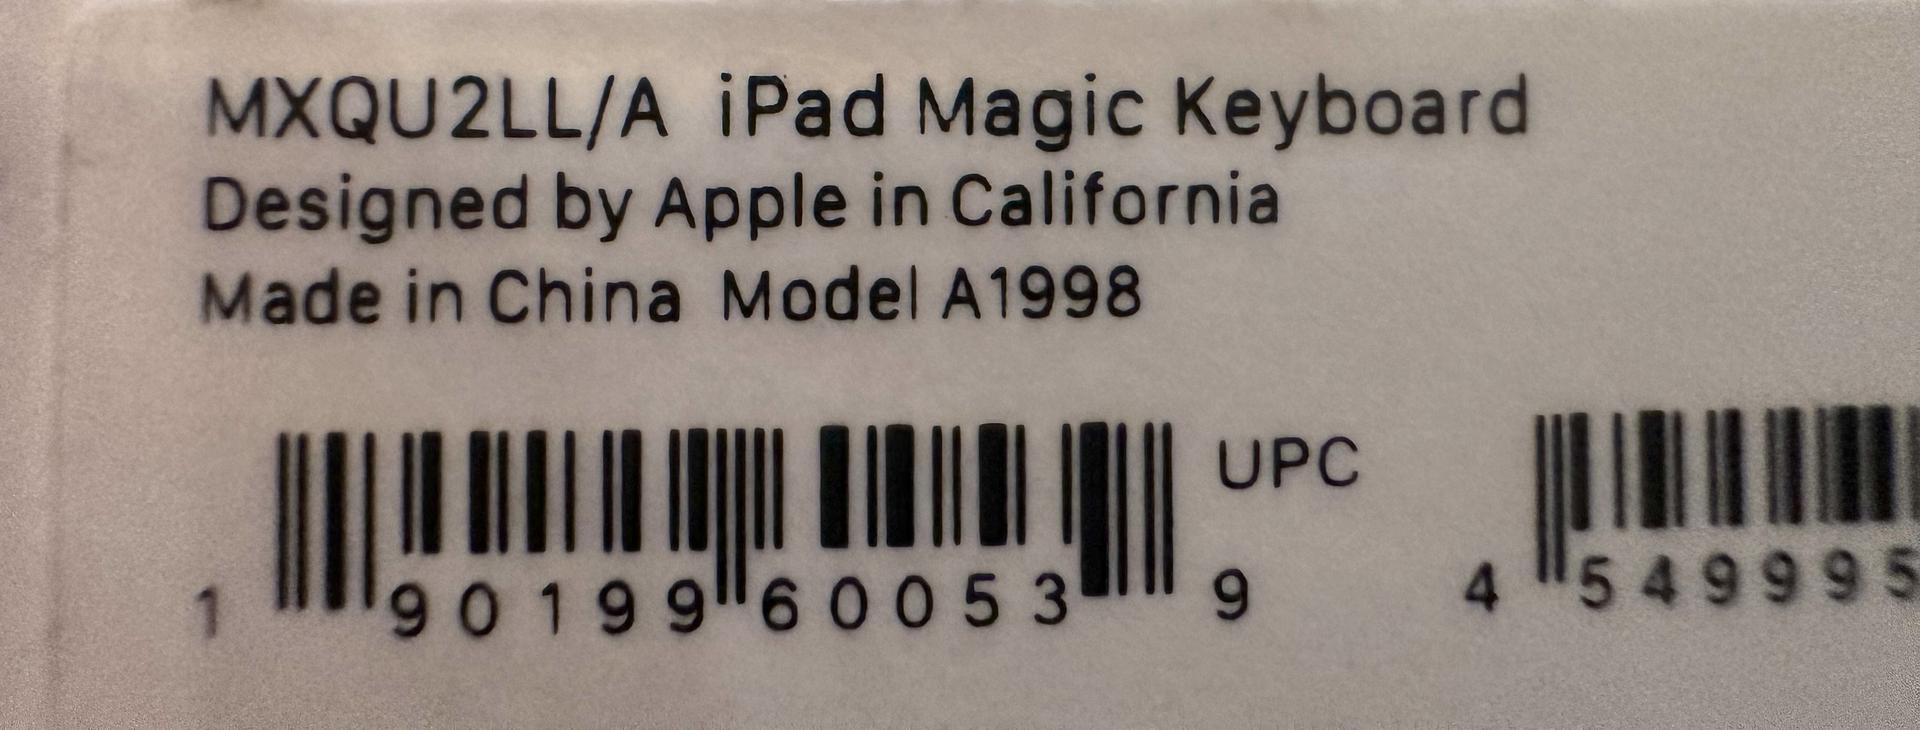 MXQU2LL/A iPad Magic Keyboard
Designed by Apple in California
Made in China Model A1998
UPC
1 90199 60053 9
4 549995